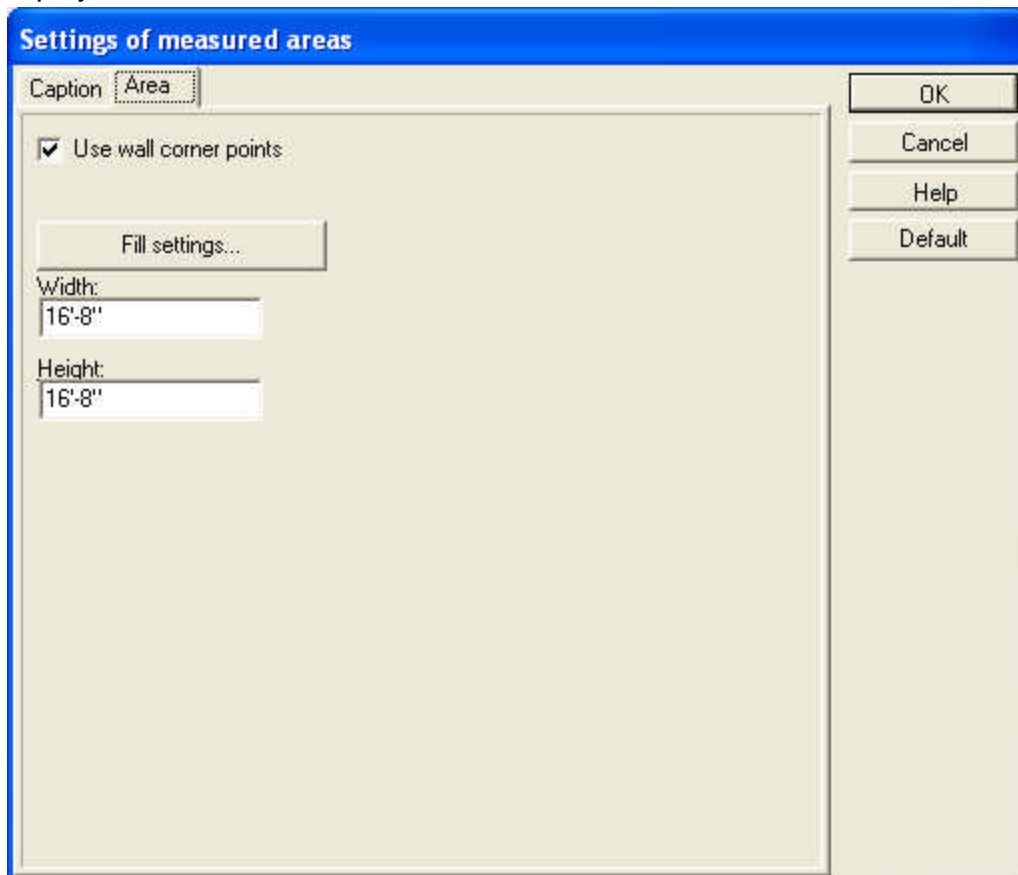 Settings of measured areas
Caption Area
OK
Use wall corner points
Cancel
Help
Fill settings...
Default
Width:
16'-8''
Height:
16'-8''